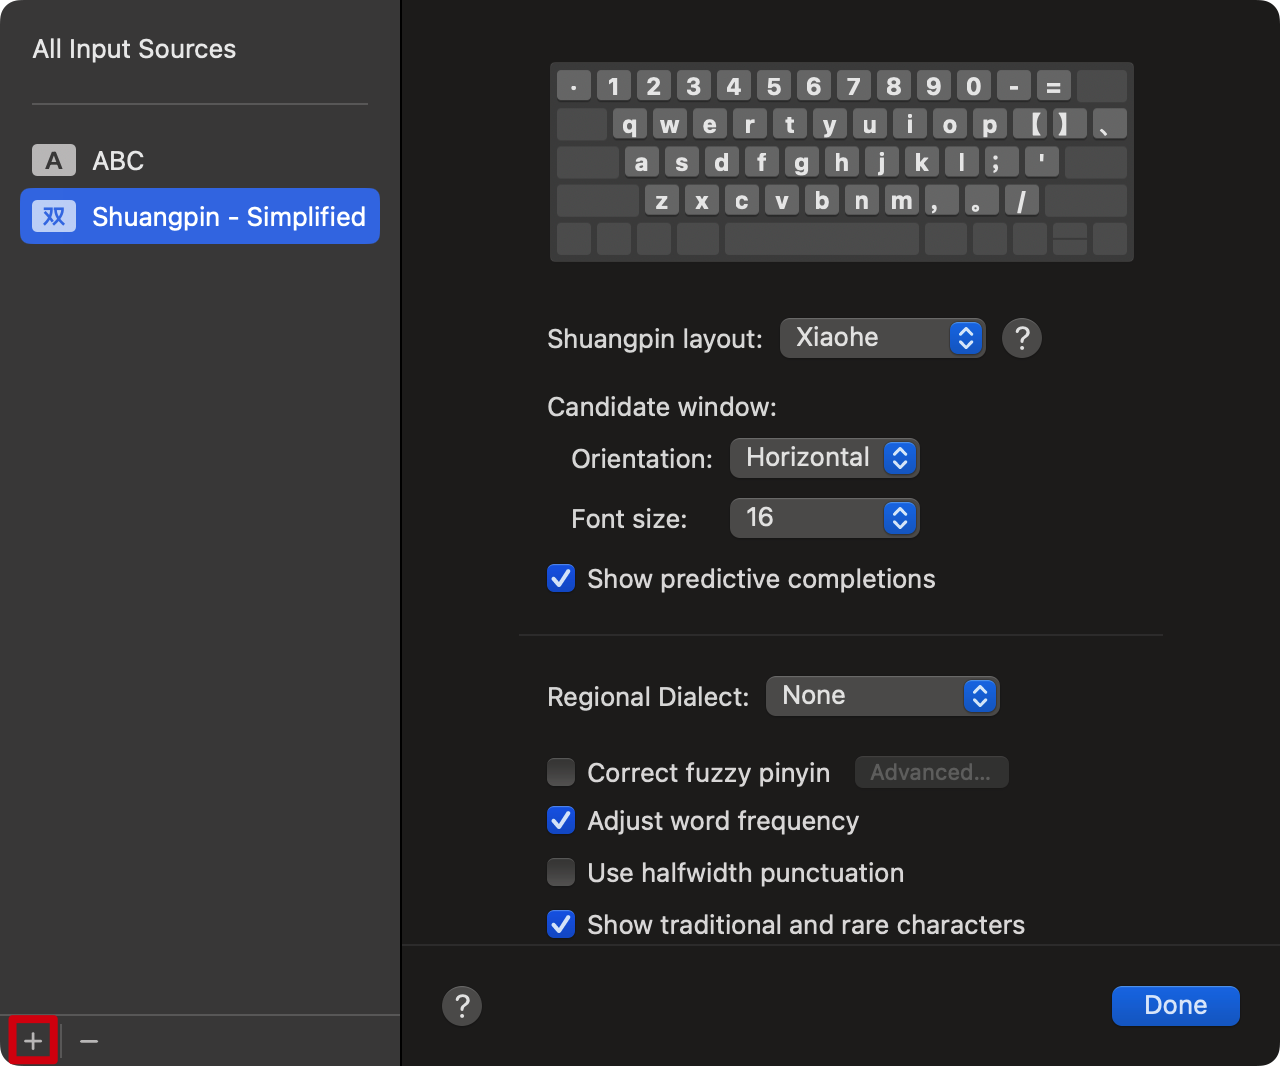 All Input Sources
A ABC
双 Shuangpin - Simplified
· 1 2 3 4 5 6 7 8 9 0 - =
q w e r t y u i o p 【 】 、
a s d f g h j k l ; '
z x c v b n m , 。 /
Shuangpin layout: Xiaohe ?
Candidate window:
Orientation: Horizontal
Font size: 16
Show predictive completions
Regional Dialect: None
Correct fuzzy pinyin Advanced...
Adjust word frequency
Use halfwidth punctuation
Show traditional and rare characters
? Done
+ −